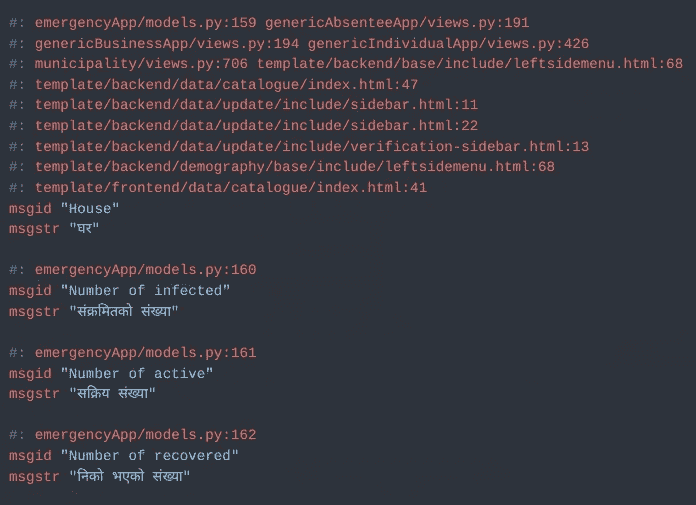 #: emergencyApp/models.py:159 genericAbsenteeApp/views.py:191
#: genericBusinessApp/views.py:194 genericIndividualApp/views.py:426
#: municipality/views.py:706 template/backend/base/include/leftsidemenu.html:68
#: template/backend/data/catalogue/index.html:47
#: template/backend/data/update/include/sidebar.html:11
#: template/backend/data/update/include/sidebar.html:22
#: template/backend/data/update/include/verification-sidebar.html:13
#: template/backend/demography/base/include/leftsidemenu.html:68
#: template/frontend/data/catalogue/index.html:41
msgid "House"
msgstr "घर"
#: emergencyApp/models.py:160
msgid "Number of infected"
msgstr "संक्रमितको संख्या"
#: emergencyApp/models.py:161
msgid "Number of active"
msgstr "सक्रिय संख्या"
#: emergencyApp/models.py:162
msgid "Number of recovered"
msgstr "निको भएको संख्या"